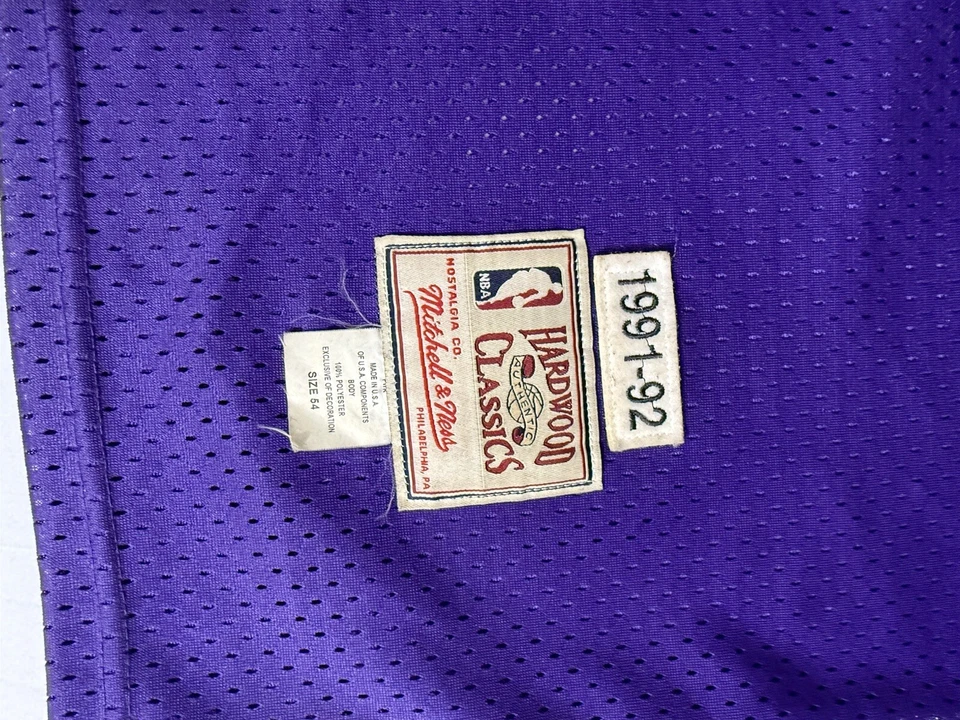 1991-92
HARDWOOD
AUTHENTIC
CLASSICS
NBA
NOSTALGIA CO.
Mitchell & Ness
PHILADELPHIA, PA
MADE IN U.S.A.
OF U.S.A. COMPONENTS
BODY
100% POLYESTER
EXCLUSIVE OF DECORATION
SIZE 54